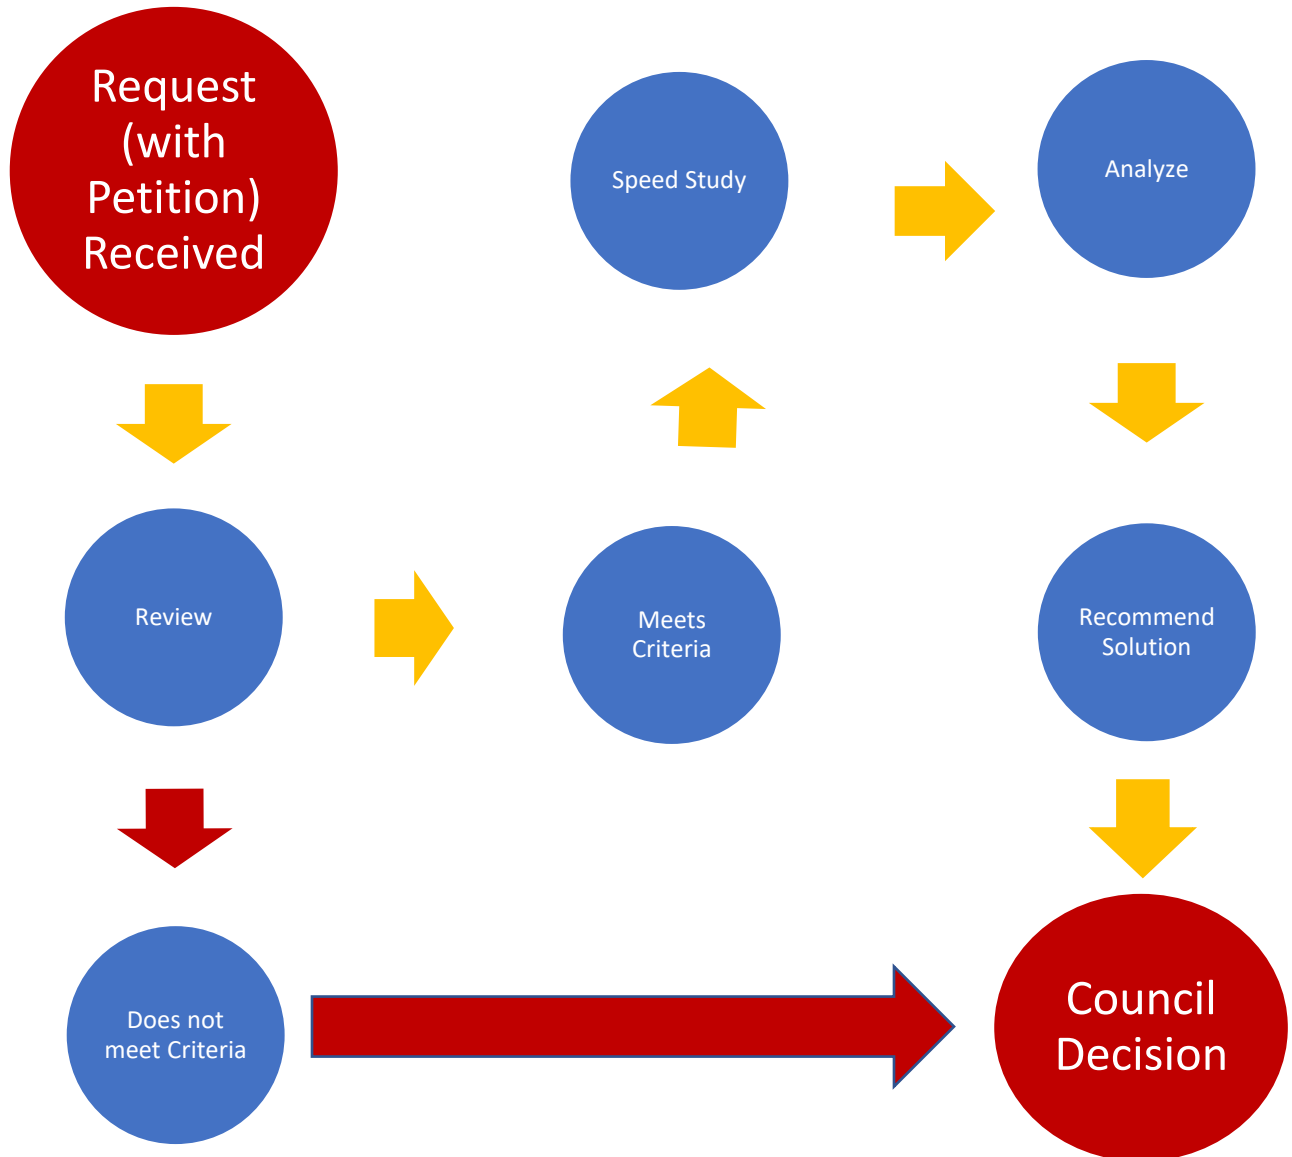 Request
(with
Petition)
Received
Speed Study
Analyze
Review
Meets
Criteria
Recommend
Solution
Does not
meet Criteria
Council
Decision